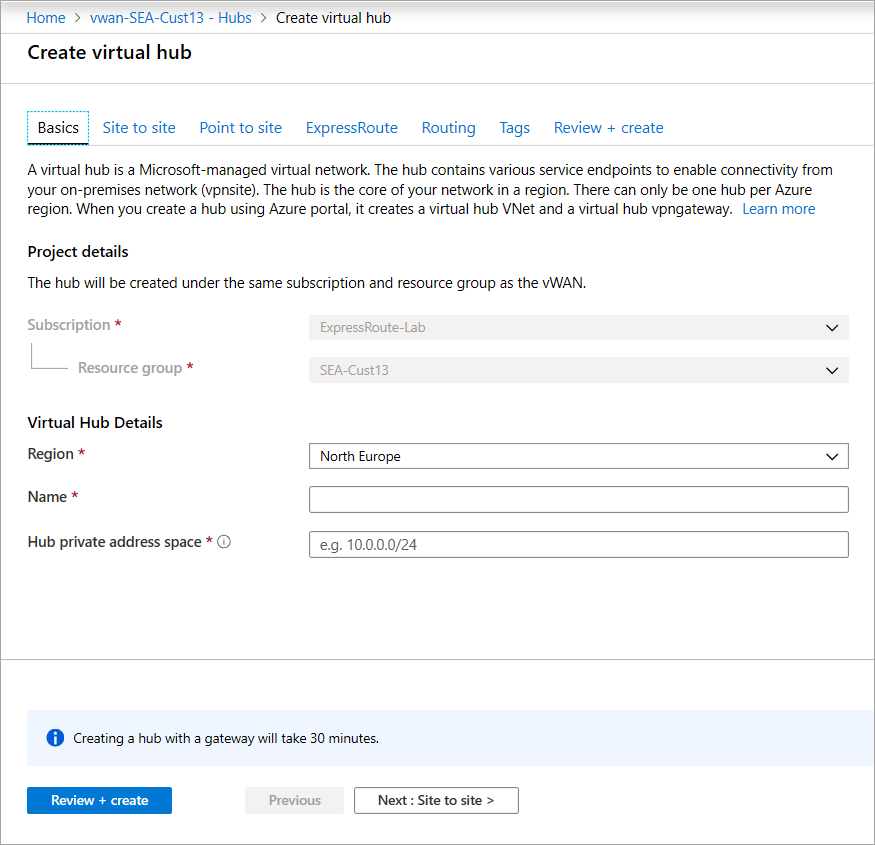 Home > vwan-SEA-Cust13 - Hubs > Create virtual hub
Create virtual hub
Basics Site to site Point to site ExpressRoute Routing Tags Review + create
A virtual hub is a Microsoft-managed virtual network. The hub contains various service endpoints to enable connectivity from
your on-premises network (vpnsite). The hub is the core of your network in a region. There can only be one hub per Azure
region. When you create a hub using Azure portal, it creates a virtual hub VNet and a virtual hub vpngateway. Learn more
Project details
The hub will be created under the same subscription and resource group as the vWAN.
Subscription * ExpressRoute-Lab
Resource group * SEA-Cust13
Virtual Hub Details
Region * North Europe
Name *
Hub private address space * e.g. 10.0.0.0/24
Creating a hub with a gateway will take 30 minutes.
Review + create Previous Next : Site to site >